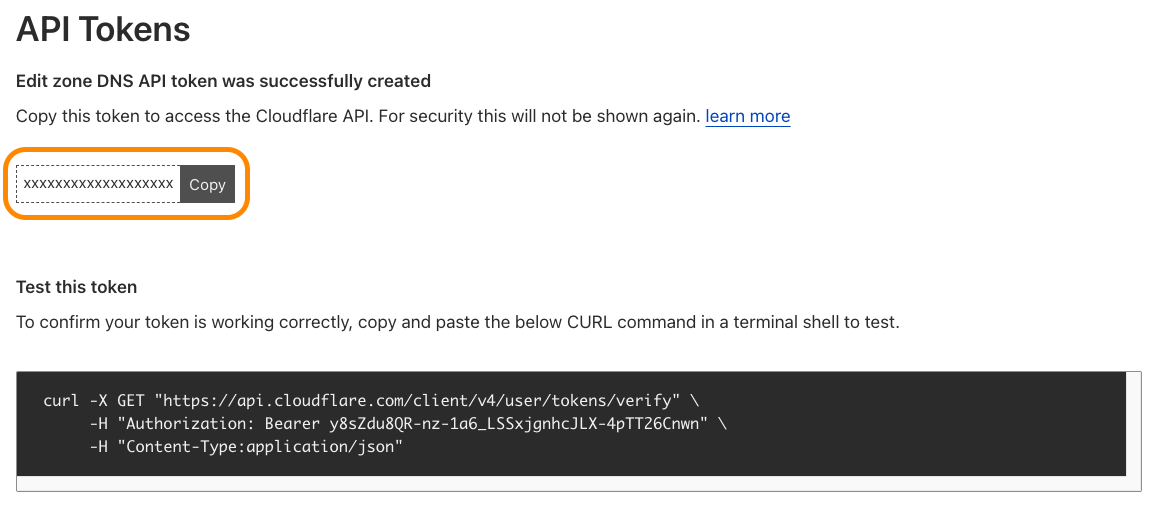 API Tokens
Edit zone DNS API token was successfully created
Copy this token to access the Cloudflare API. For security this will not be shown again. learn more
xxxxxxxxxxxxxxxxxxx Copy
Test this token
To confirm your token is working correctly, copy and paste the below CURL command in a terminal shell to test.
curl -X GET "https://api.cloudflare.com/client/v4/user/tokens/verify" \
-H "Authorization: Bearer y8sZdu8QR-nz-1a6_LSSxjgnhcJLX-4pTT26Cnwn" \
-H "Content-Type:application/json"